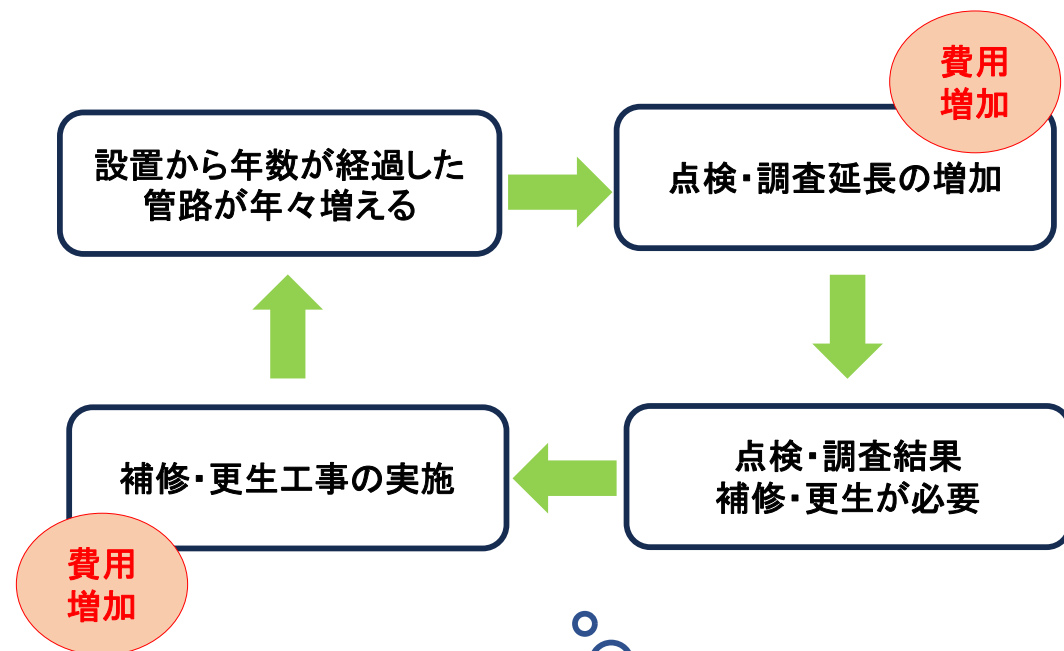 費用
増加
設置から年数が経過した
管路が年々増える
点検・調査延長の増加
点検・調査結果
補修・更生が必要
補修・更生工事の実施
費用
増加